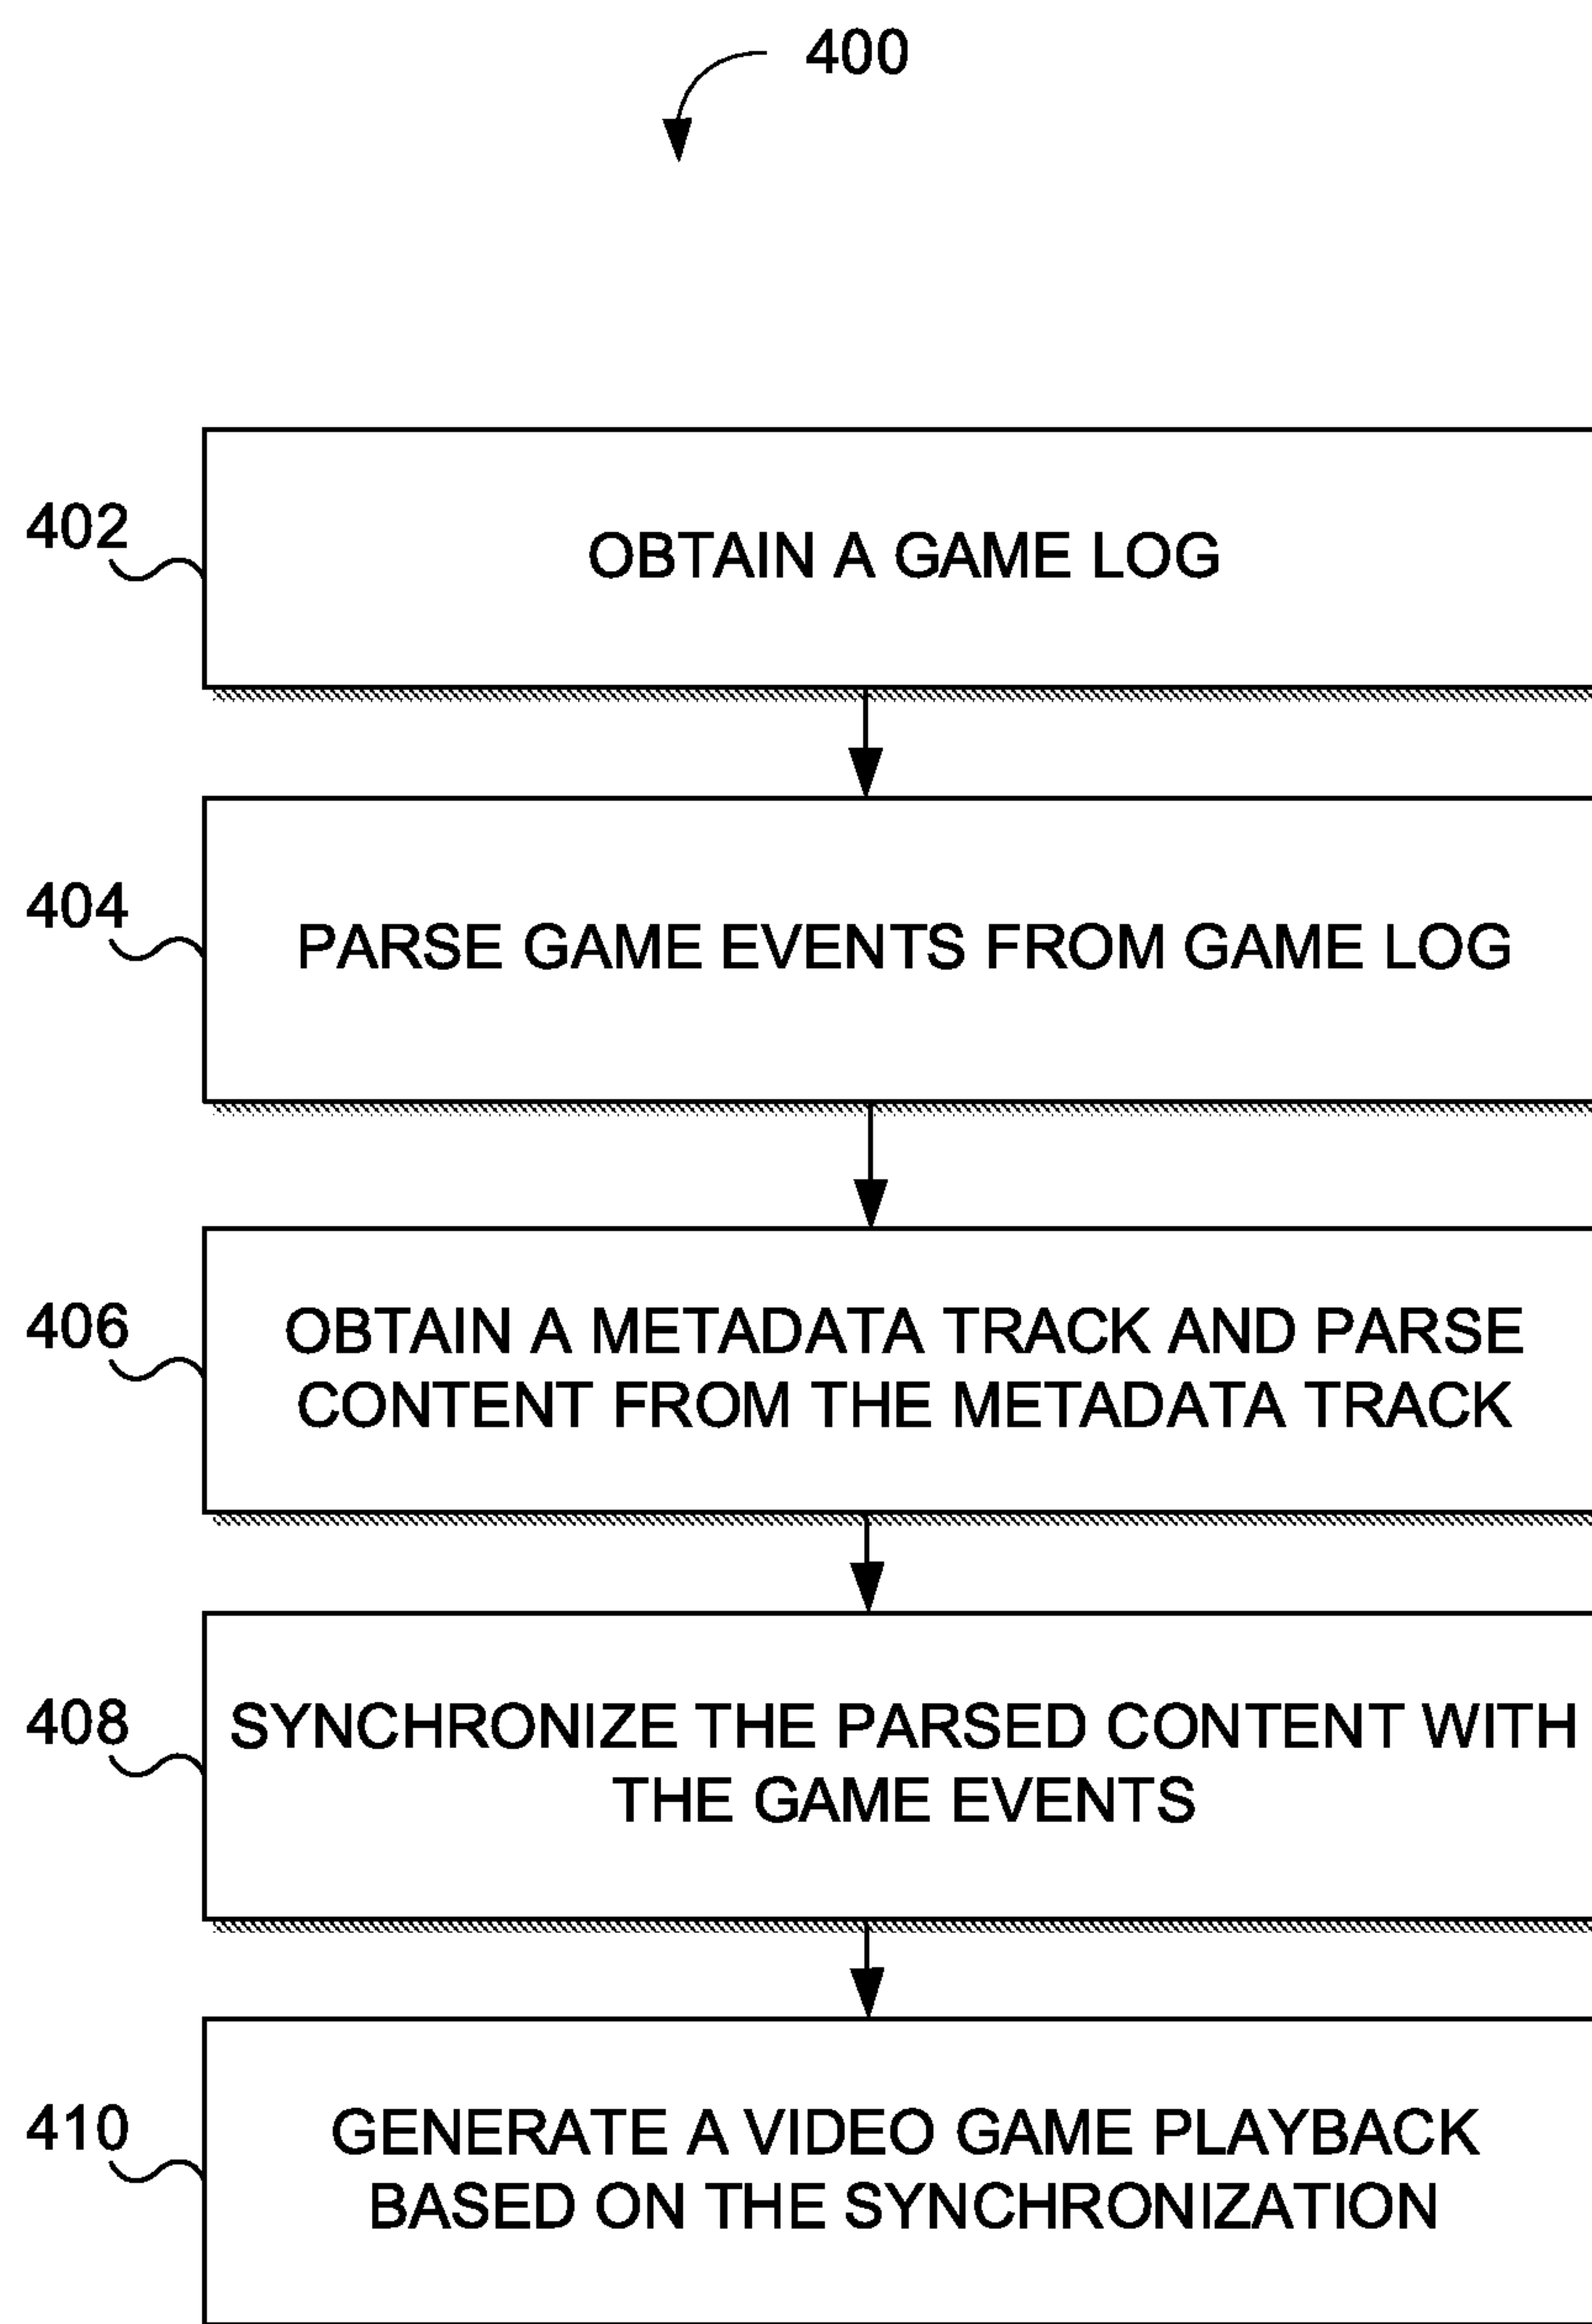 400
402
OBTAIN A GAME LOG
404
PARSE GAME EVENTS FROM GAME LOG
406
OBTAIN A METADATA TRACK AND PARSE
CONTENT FROM THE METADATA TRACK
408
SYNCHRONIZE THE PARSED CONTENT WITH
THE GAME EVENTS
410
GENERATE A VIDEO GAME PLAYBACK
BASED ON THE SYNCHRONIZATION